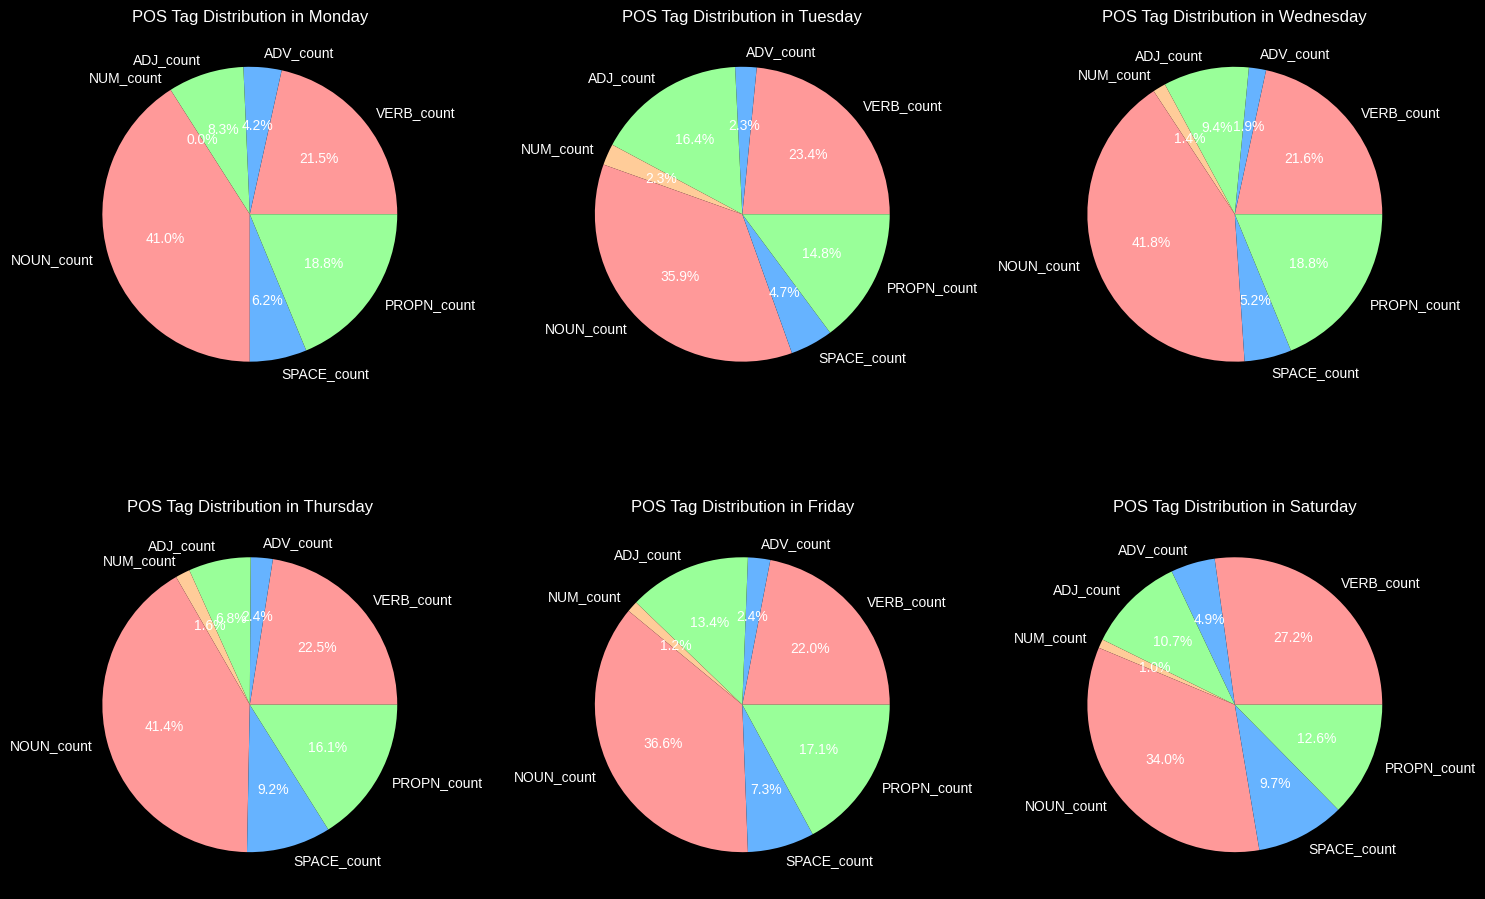 POS Tag Distribution in Monday
ADV_count
ADJ_count
NUM_count
VERB_count
4.2%
8.3%
0.0%
21.5%
41.0%
NOUN_count
18.8%
6.2%
PROPN_count
SPACE_count
POS Tag Distribution in Tuesday
ADV_count
ADJ_count
VERB_count
2.3%
16.4%
NUM_count
23.4%
2.3%
14.8%
35.9%
4.7%
PROPN_count
NOUN_count
SPACE_count
POS Tag Distribution in Wednesday
ADV_count
ADJ_count
NUM_count
VERB_count
9.4%
1.9%
1.4%
21.6%
41.8%
NOUN_count
18.8%
5.2%
PROPN_count
SPACE_count
POS Tag Distribution in Thursday
ADV_count
ADJ_count
NUM_count
VERB_count
6.8%
2.4%
1.6%
22.5%
41.4%
NOUN_count
16.1%
9.2%
PROPN_count
SPACE_count
POS Tag Distribution in Friday
ADV_count
ADJ_count
NUM_count
VERB_count
2.4%
13.4%
1.2%
22.0%
36.6%
17.1%
NOUN_count
7.3%
PROPN_count
SPACE_count
POS Tag Distribution in Saturday
ADV_count
VERB_count
ADJ_count
4.9%
NUM_count
10.7%
27.2%
1.0%
12.6%
34.0%
PROPN_count
9.7%
NOUN_count
SPACE_count